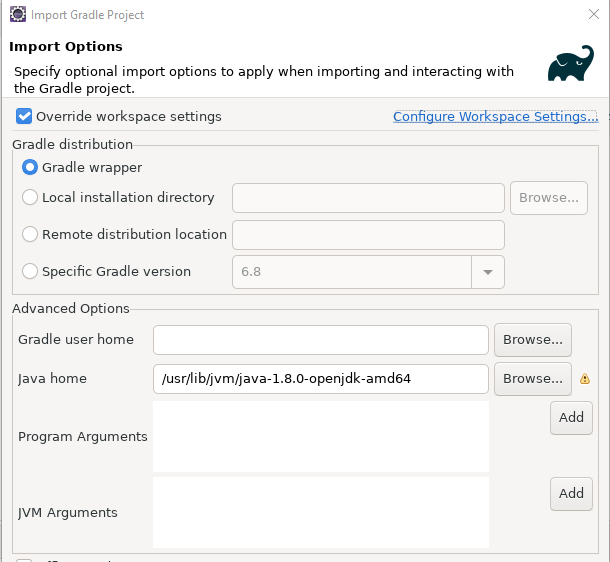 Import Gradle Project
Import Options
Specify optional import options to apply when importing and interacting with
the Gradle project.
Override workspace settings
Configure Workspace Settings...
Gradle distribution
Gradle wrapper
Local installation directory
Browse...
Remote distribution location
Specific Gradle version
6.8
Advanced Options
Gradle user home
Browse...
Java home
/usr/lib/jvm/java-1.8.0-openjdk-amd64
Browse...
Program Arguments
Add
JVM Arguments
Add